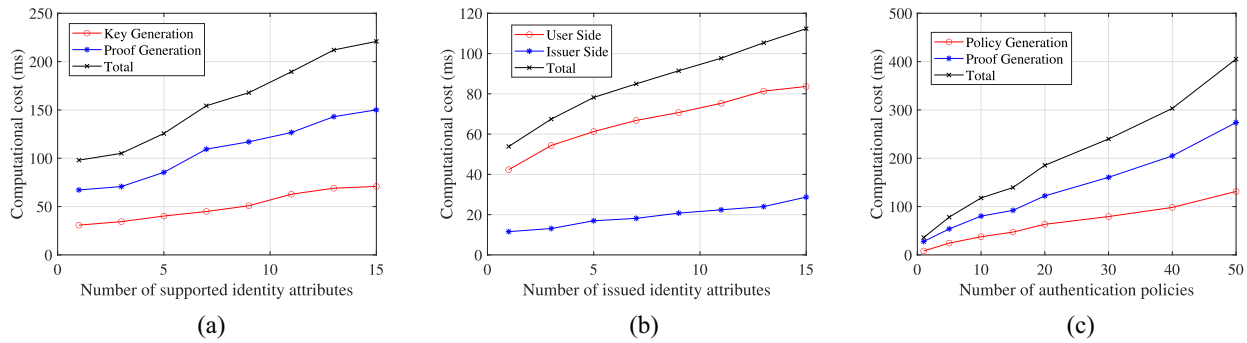 250
200
150
100
50
0
Computational cost (ms)
Key Generation
Proof Generation
Total
0
5
10
15
Number of supported identity attributes
(a)
120
100
80
60
40
20
0
Computational cost (ms)
User Side
Issuer Side
Total
0
5
10
15
Number of issued identity attributes
(b)
500
400
300
200
100
0
Computational cost (ms)
Policy Generation
Proof Generation
Total
0
10
20
30
40
50
Number of authentication policies
(c)